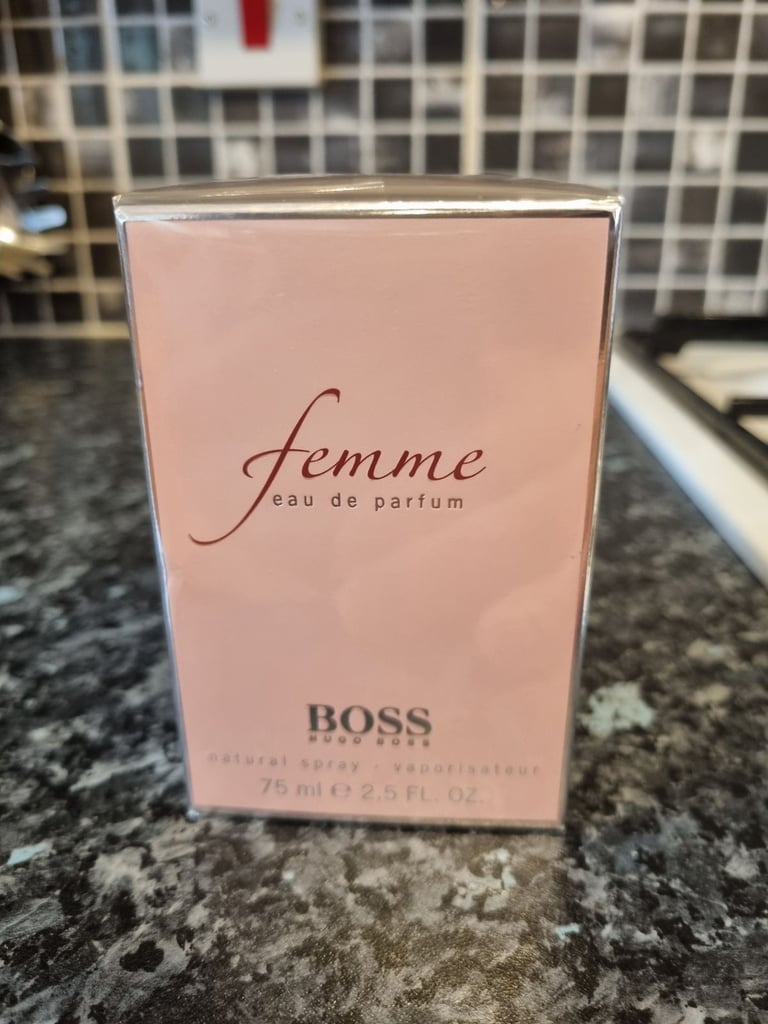 femme
eau de parfum
BOSS
HUGO BOSS
natural spray · vaporisateur
75 ml ℮ 2,5 FL. OZ.